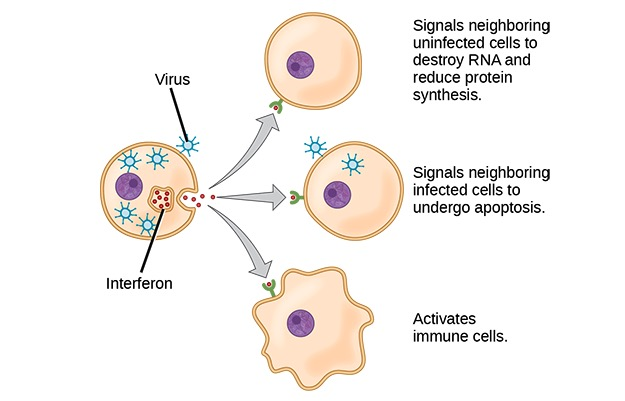 Signals neighboring
uninfected cells to
destroy RNA and
reduce protein
synthesis.
Virus
Signals neighboring
infected cells to
undergo apoptosis.
Interferon
Activates
immune cells.